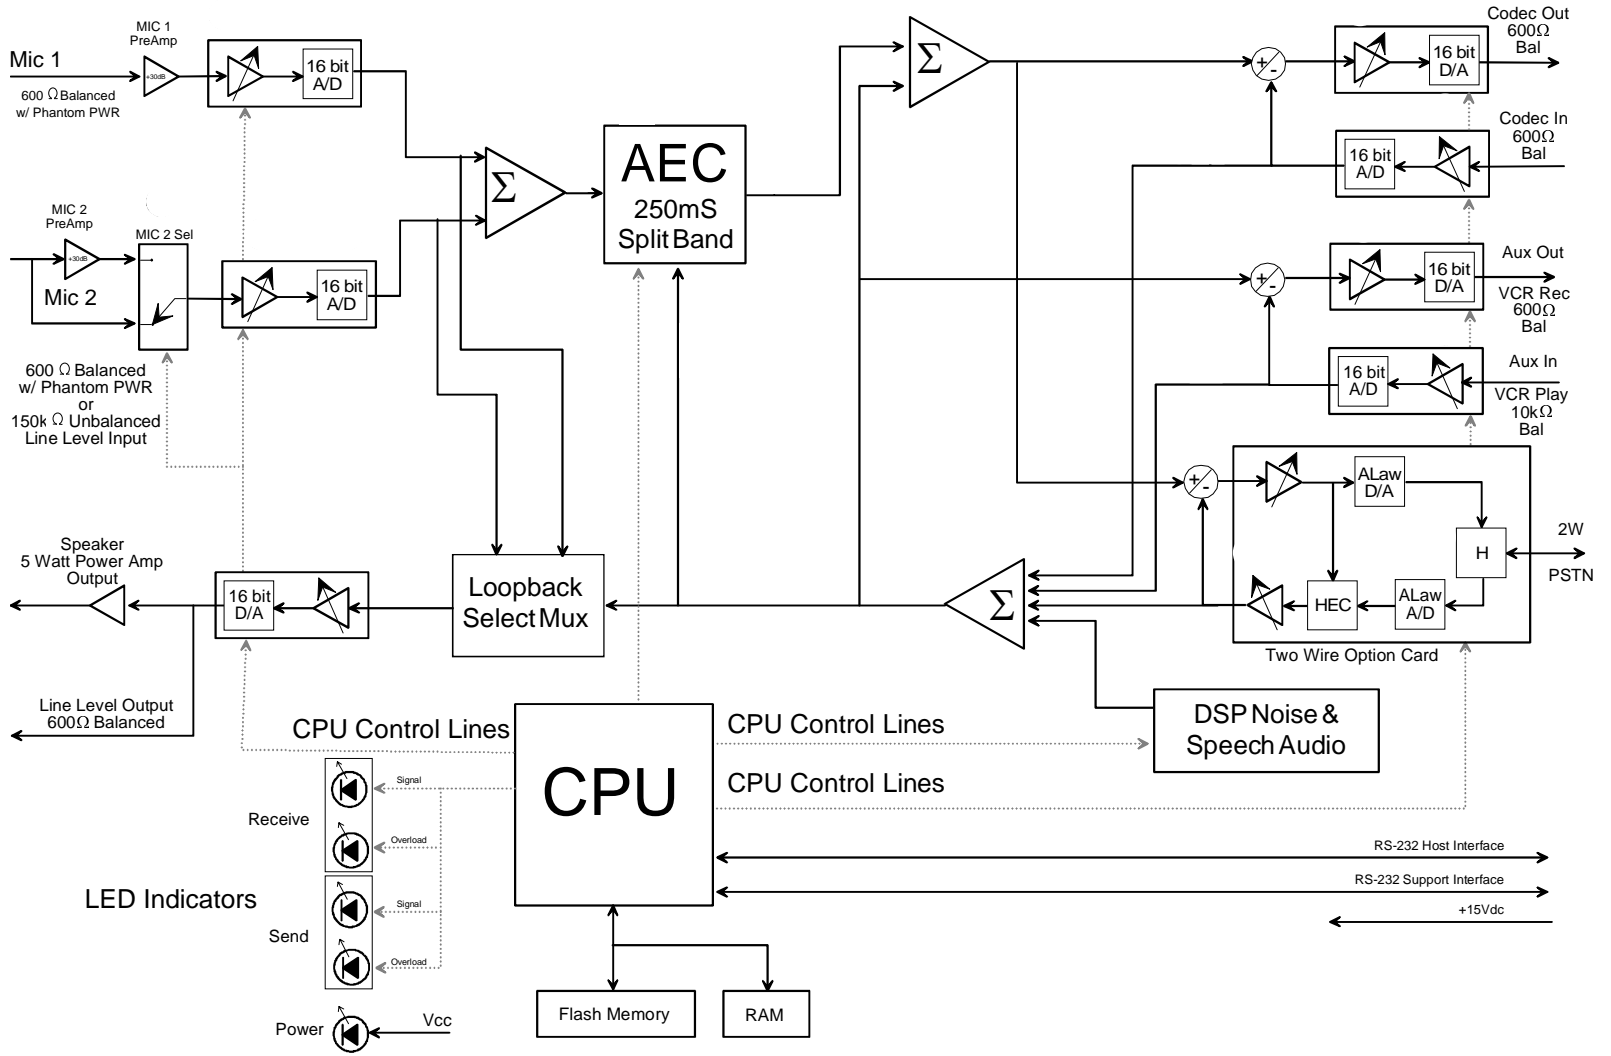 MIC 1
PreAmp
Mic 1
+30dB
600 Ω Balanced
w/ Phantom PWR
16 bit
A/D
MIC 2
PreAmp
+30dB
MIC 2 Sel
Mic 2
16 bit
A/D
600 Ω Balanced
w/ Phantom PWR
or
150k Ω Unbalanced
Line Level Input
Σ
AEC
250mS
Split Band
Σ
+
-
16 bit
D/A
Codec Out
600Ω
Bal
Codec In
600Ω
Bal
16 bit
A/D
+
-
16 bit
D/A
Aux Out
VCR Rec
600Ω
Bal
16 bit
A/D
Aux In
VCR Play
10kΩ
Bal
+
-
ALaw
D/A
H
2W
PSTN
HEC
ALaw
A/D
Two Wire Option Card
Speaker
5 Watt Power Amp
Output
16 bit
D/A
Loopback
Select Mux
Σ
Line Level Output
600Ω Balanced
CPU Control Lines
CPU
CPU Control Lines
DSP Noise &
Speech Audio
CPU Control Lines
Signal
Receive
Overload
LED Indicators
Signal
Send
Overload
Power
Vcc
RS-232 Host Interface
RS-232 Support Interface
+15Vdc
Flash Memory
RAM